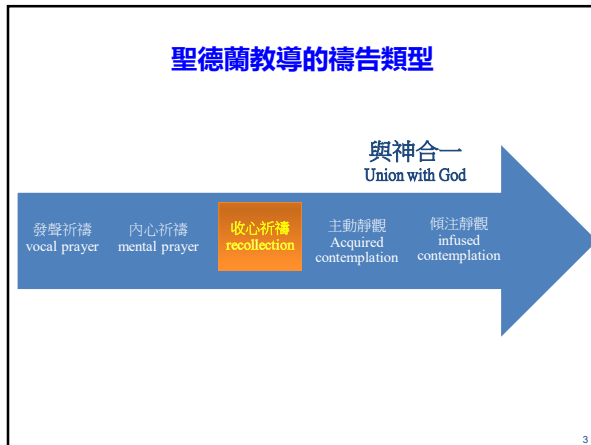 聖德蘭教導的禱告類型
與神合一
Union with God
發聲祈禱
vocal prayer
內心祈禱
mental prayer
收心祈禱
recollection
主動靜觀
Acquired
contemplation
傾注靜觀
infused
contemplation
3